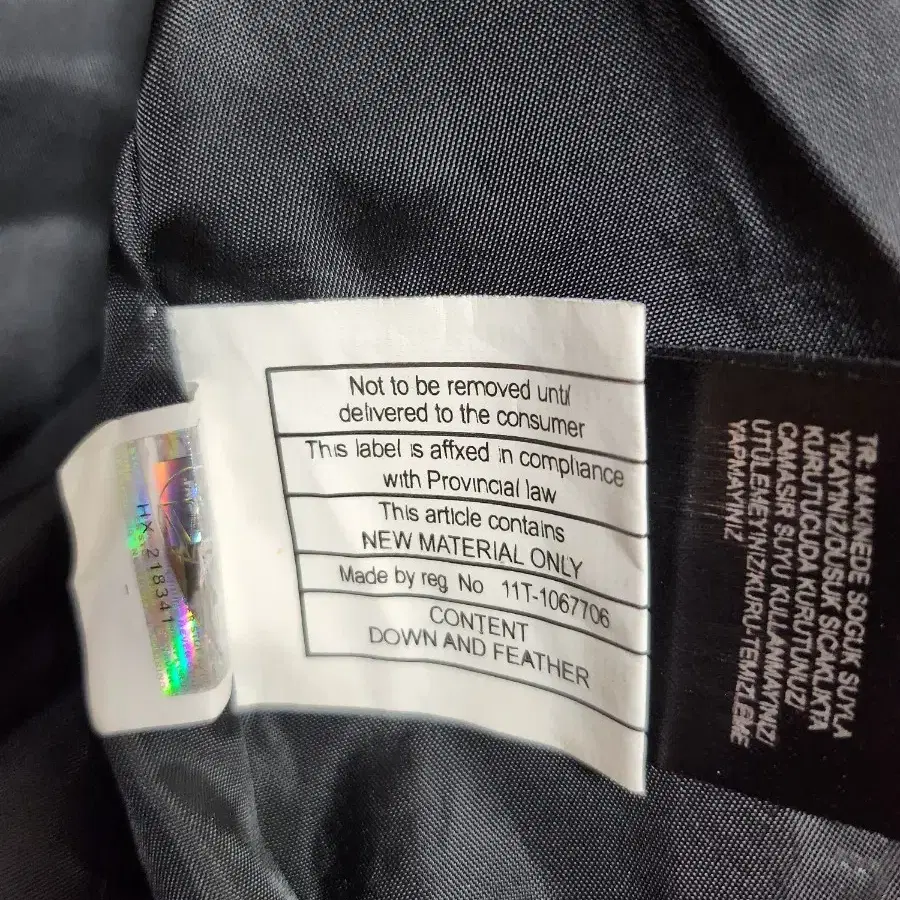 Not to be removed until
delivered to the consumer
This label is affxed in compliance
with Provincial law
This article contains
NEW MATERIAL ONLY
Made by reg No 11T-1067706
CONTENT
DOWN AND FEATHER
HX 218341
TR: MAKINEDE SOGUK SUYLA
YIKAYINIZ/DUSUK SICAKLIKTA
KURUTUCUDA KURUTUNUZ/
CAMASIR SUYU KULLANMAYINIZ/
UTULEMEYINIZ/KURU-TEMIZLEME
YAPMAYINIZ